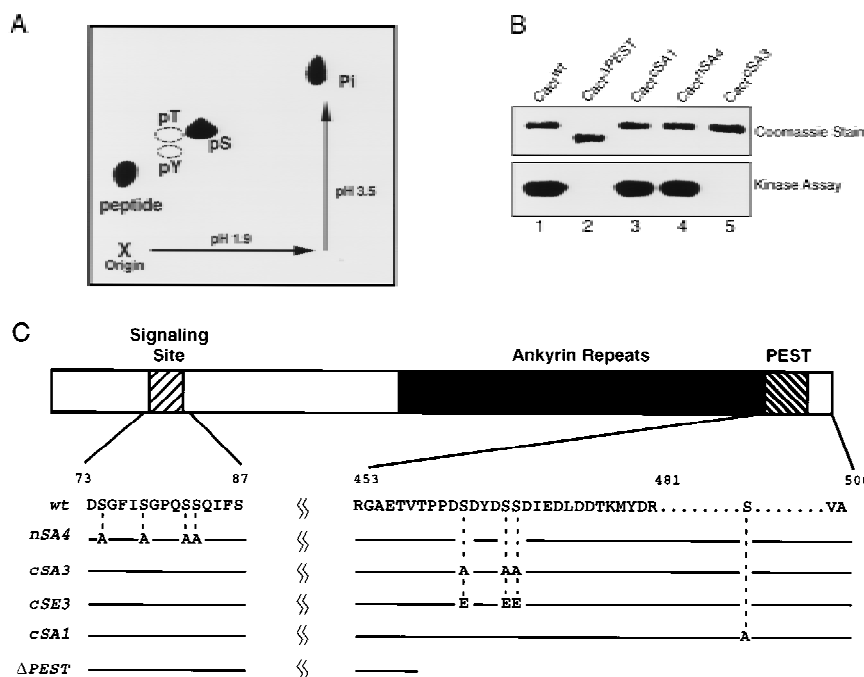 A
pT
pS
pY
peptide
Pi
pH 3.5
pH 1.9
X
Origin
B
Cact wt
Cact ΔPEST
Cact cSA1
Cact nSA4
Cact cSA3
Coomassie Stain
Kinase Assay
1 2 3 4 5
C
Signaling Site
Ankyrin Repeats
PEST
73 87 453 481 500
wt DSGFISGPQSSQIFS RGAETVTPPDSDYDSSDIEDLDDTKMYDR........S.......VA
nSA4 A A AA
cSA3 A AA
cSE3 E EE
cSA1 A
ΔPEST